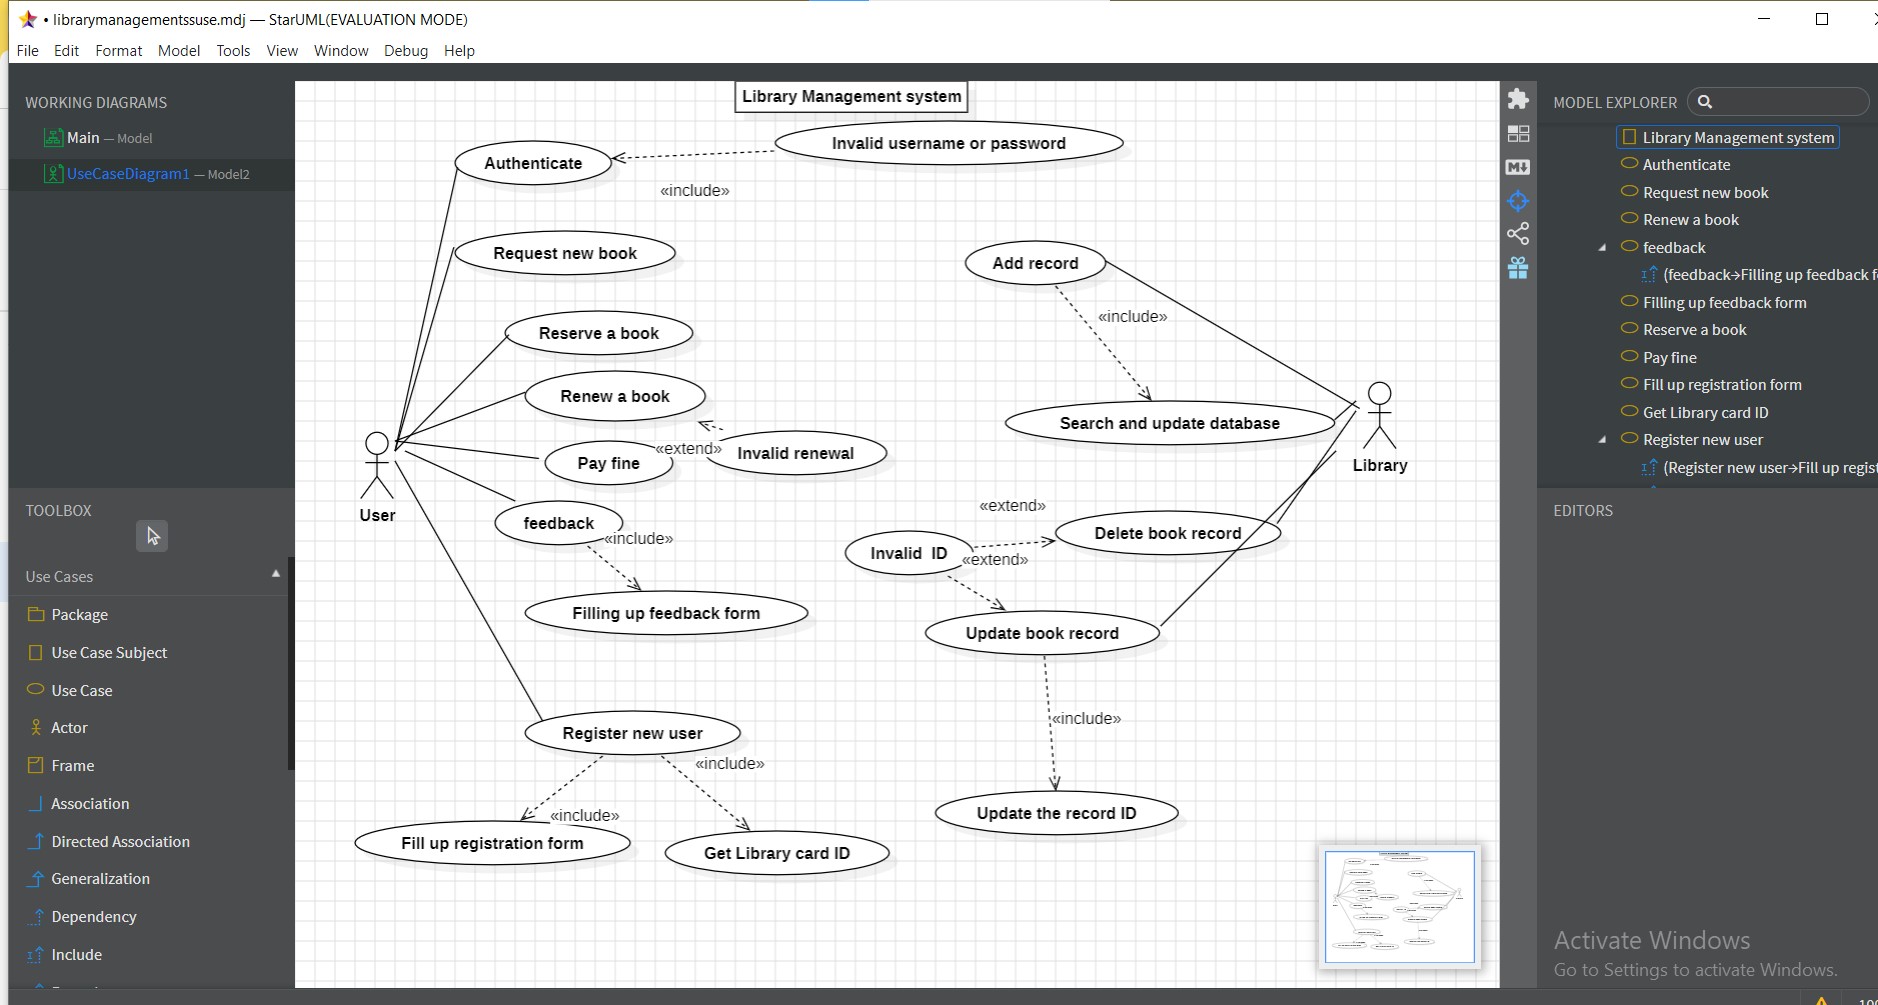 • librarymanagementssuse.mdj — StarUML(EVALUATION MODE)
File Edit Format Model Tools View Window Debug Help
WORKING DIAGRAMS
Main — Model
UseCaseDiagram1 — Model2
TOOLBOX
Use Cases
Package
Use Case Subject
Use Case
Actor
Frame
Association
Directed Association
Generalization
Dependency
Include
Library Management system
Invalid username or password
Authenticate
«include»
Request new book
Add record
«include»
Reserve a book
Renew a book
Search and update database
«extend»
Invalid renewal
Pay fine
Library
User
feedback
«include»
«extend»
Delete book record
Invalid ID
«extend»
Filling up feedback form
Update book record
«include»
Register new user
«include»
«include»
Update the record ID
Fill up registration form
Get Library card ID
MODEL EXPLORER
Library Management system
Authenticate
Request new book
Renew a book
feedback
(feedback→Filling up feedback f
Filling up feedback form
Reserve a book
Pay fine
Fill up registration form
Get Library card ID
Register new user
(Register new user→Fill up regist
EDITORS
Activate Windows
Go to Settings to activate Windows.